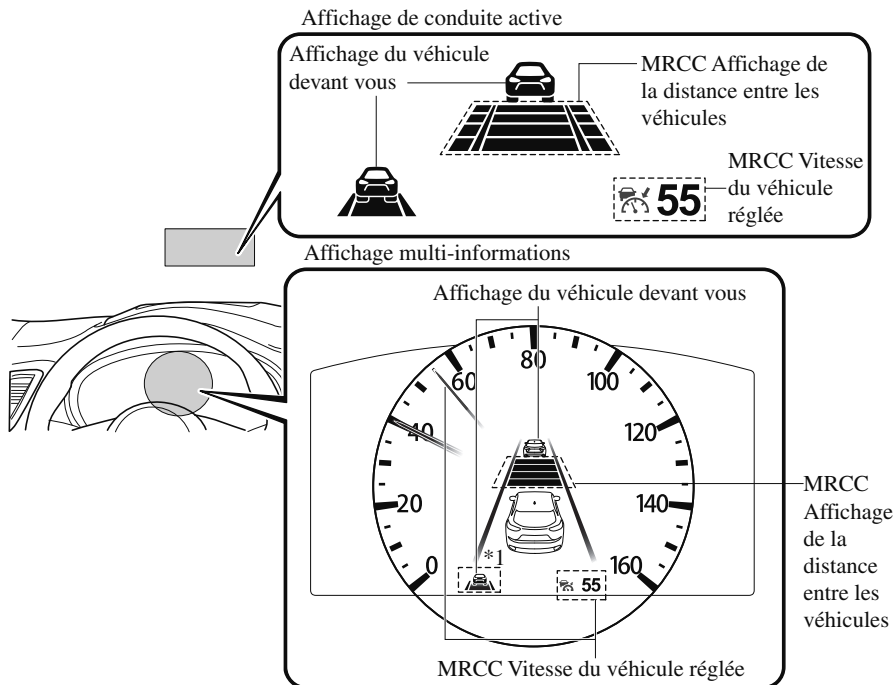 Affichage de conduite active
Affichage du véhicule
devant vous
MRCC Affichage de
la distance entre les
véhicules
MRCC Vitesse
du véhicule
réglée
55
Affichage multi-informations
Affichage du véhicule devant vous
80
60
100
40
120
20
140
0
160
*1
55
MRCC
Affichage
de la
distance
entre les
véhicules
MRCC Vitesse du véhicule réglée